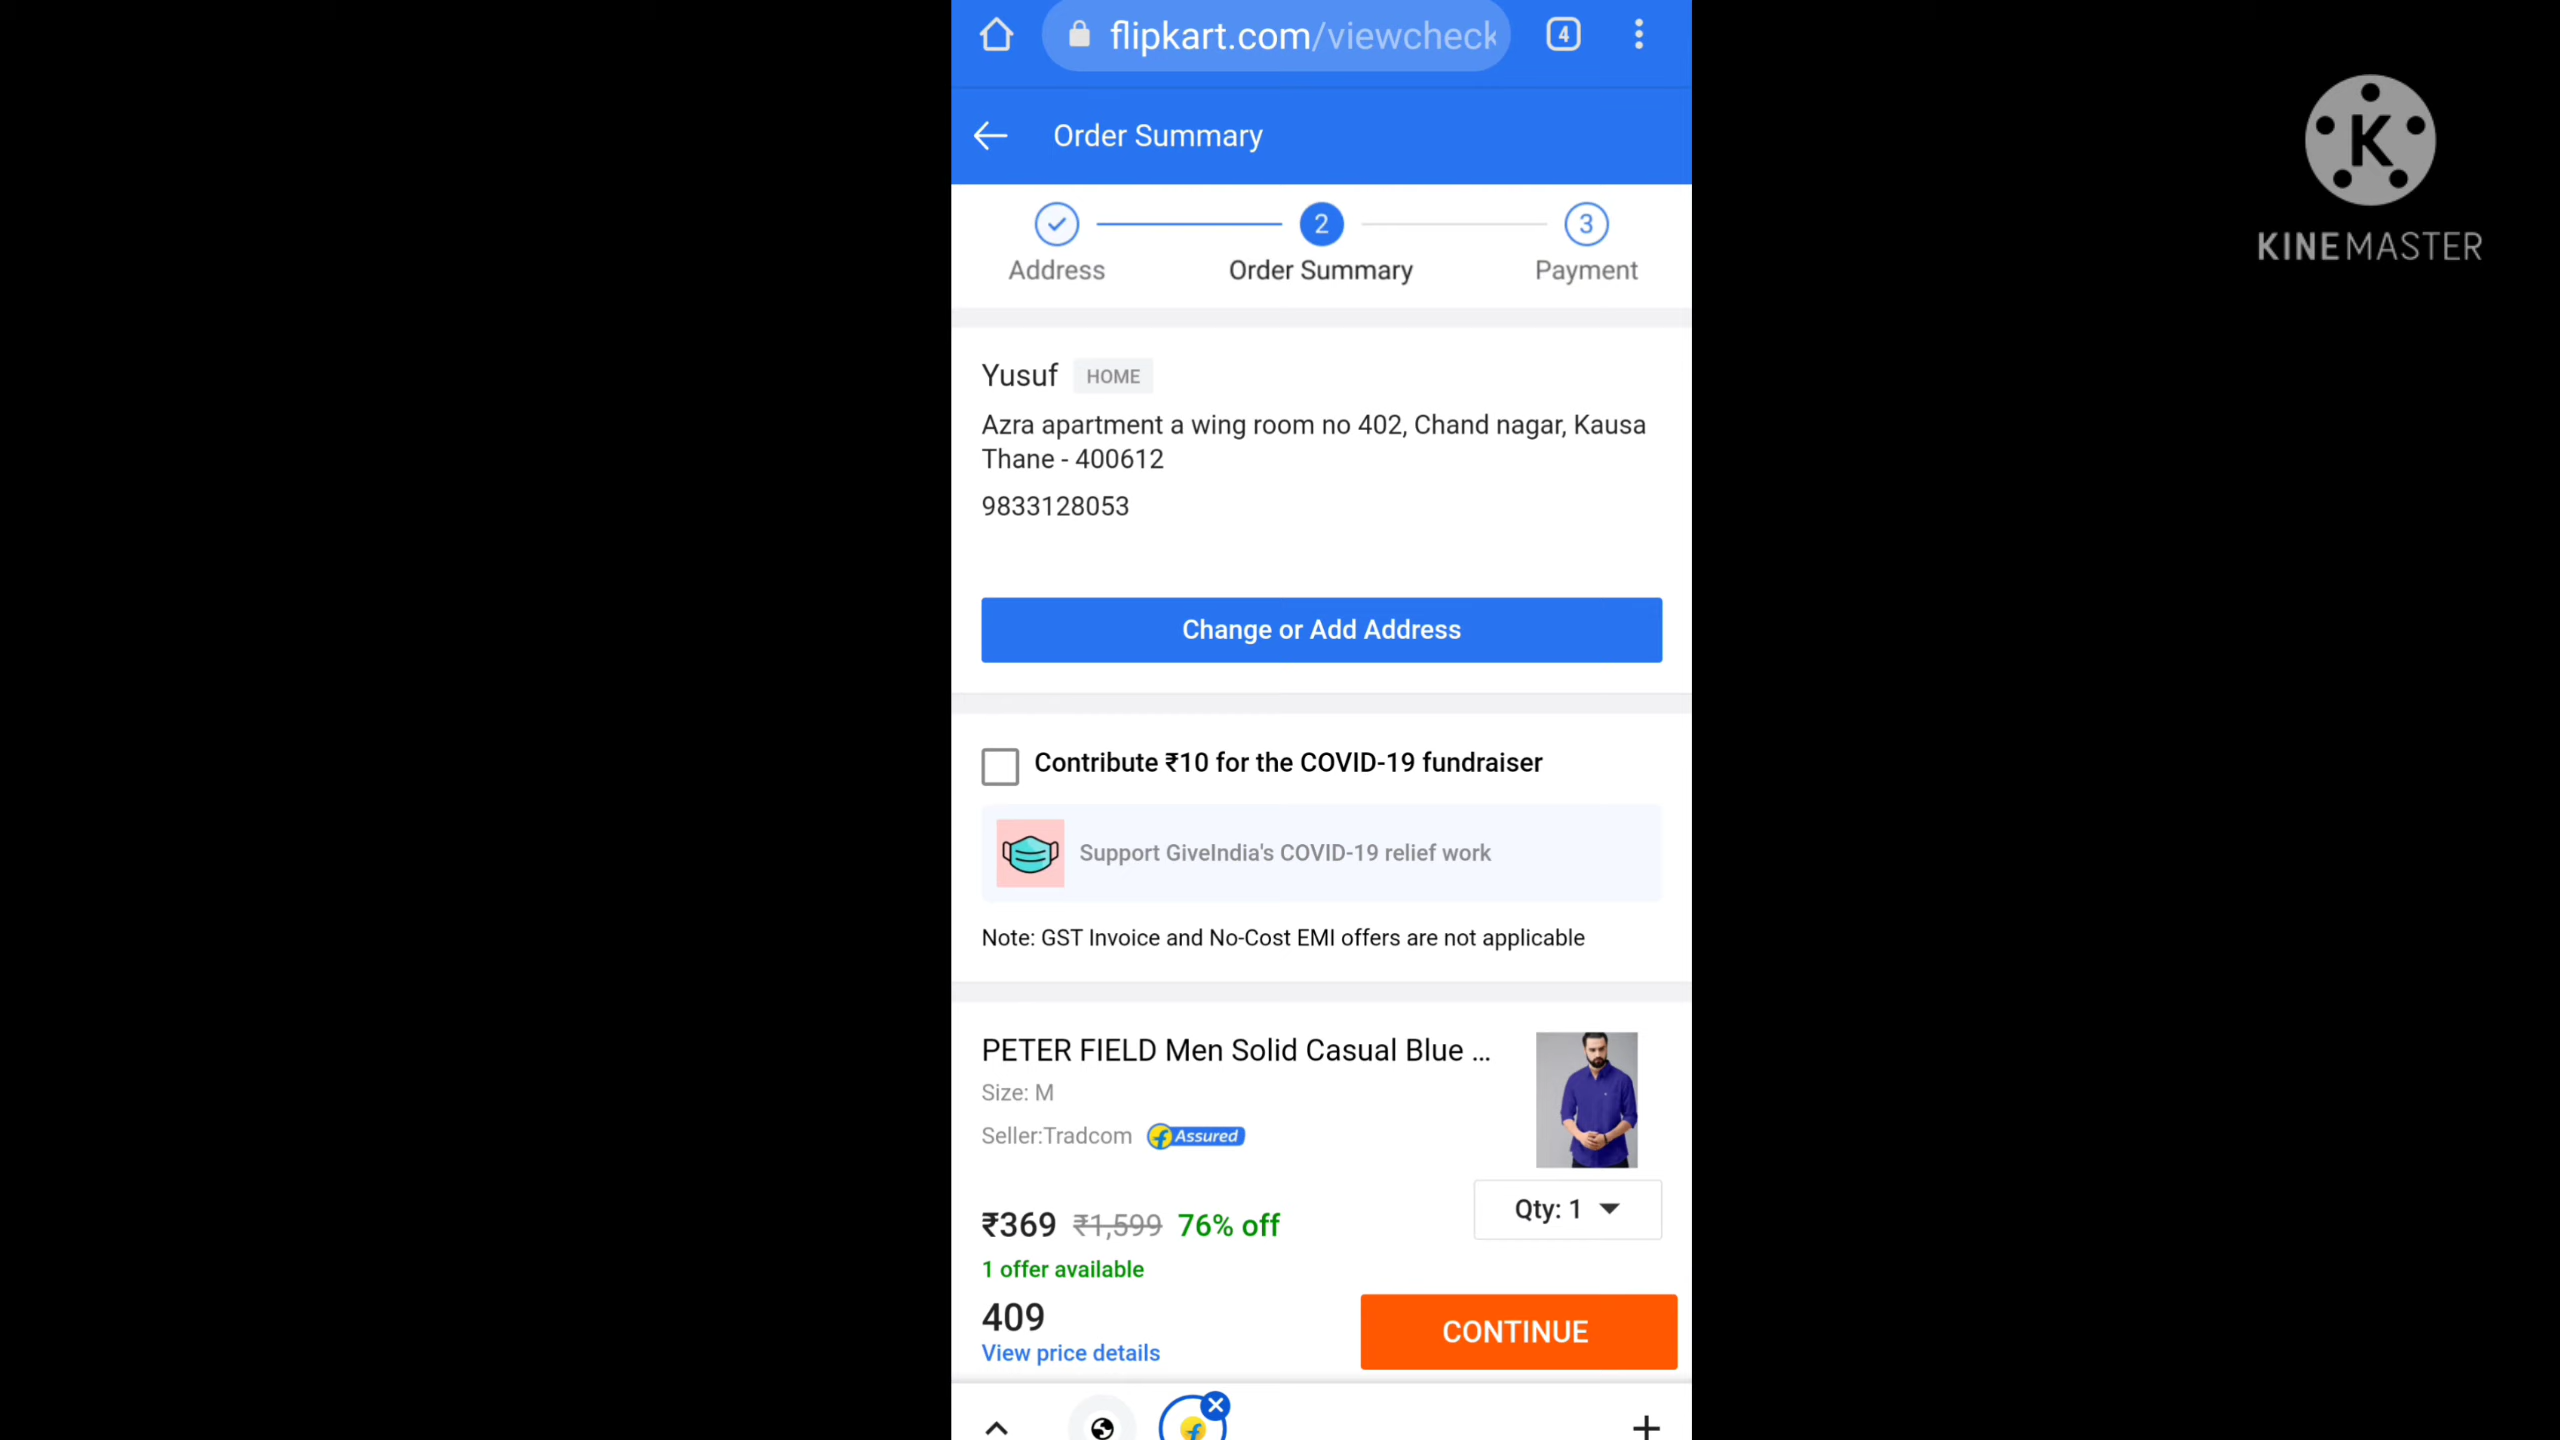 flipkart.com/viewcheck
4
Order Summary
2
3
Address
Order Summary
Payment
Yusuf HOME
Azra apartment a wing room no 402, Chand nagar, Kausa
Thane - 400612
9833128053
Change or Add Address
Contribute ₹10 for the COVID-19 fundraiser
Support GiveIndia's COVID-19 relief work
Note: GST Invoice and No-Cost EMI offers are not applicable
PETER FIELD Men Solid Casual Blue ...
Size: M
Seller:Tradcom f Assured
Qty: 1
₹369 ₹1,599 76% off
1 offer available
409
View price details
CONTINUE
K
KINEMASTER